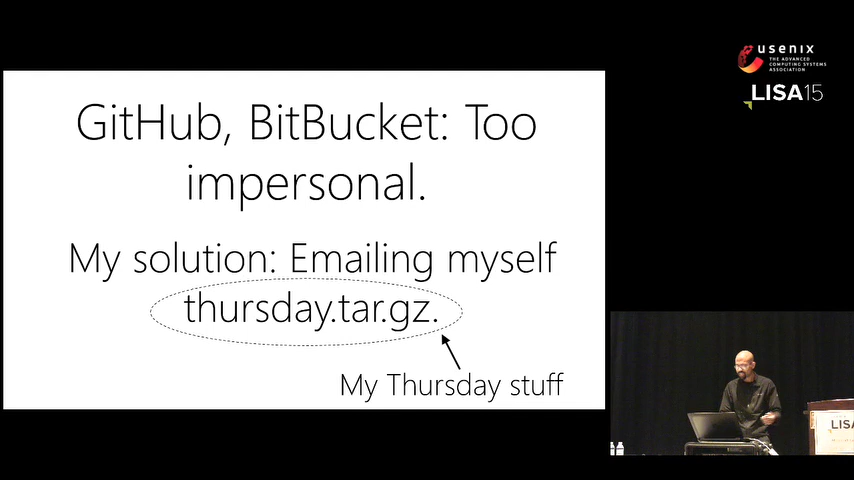 GitHub, BitBucket: Too
impersonal.
My solution: Emailing myself
thursday.tar.gz.
My Thursday stuff
usenix
THE ADVANCED
COMPUTING SYSTEMS
ASSOCIATION
LISA15
LISA